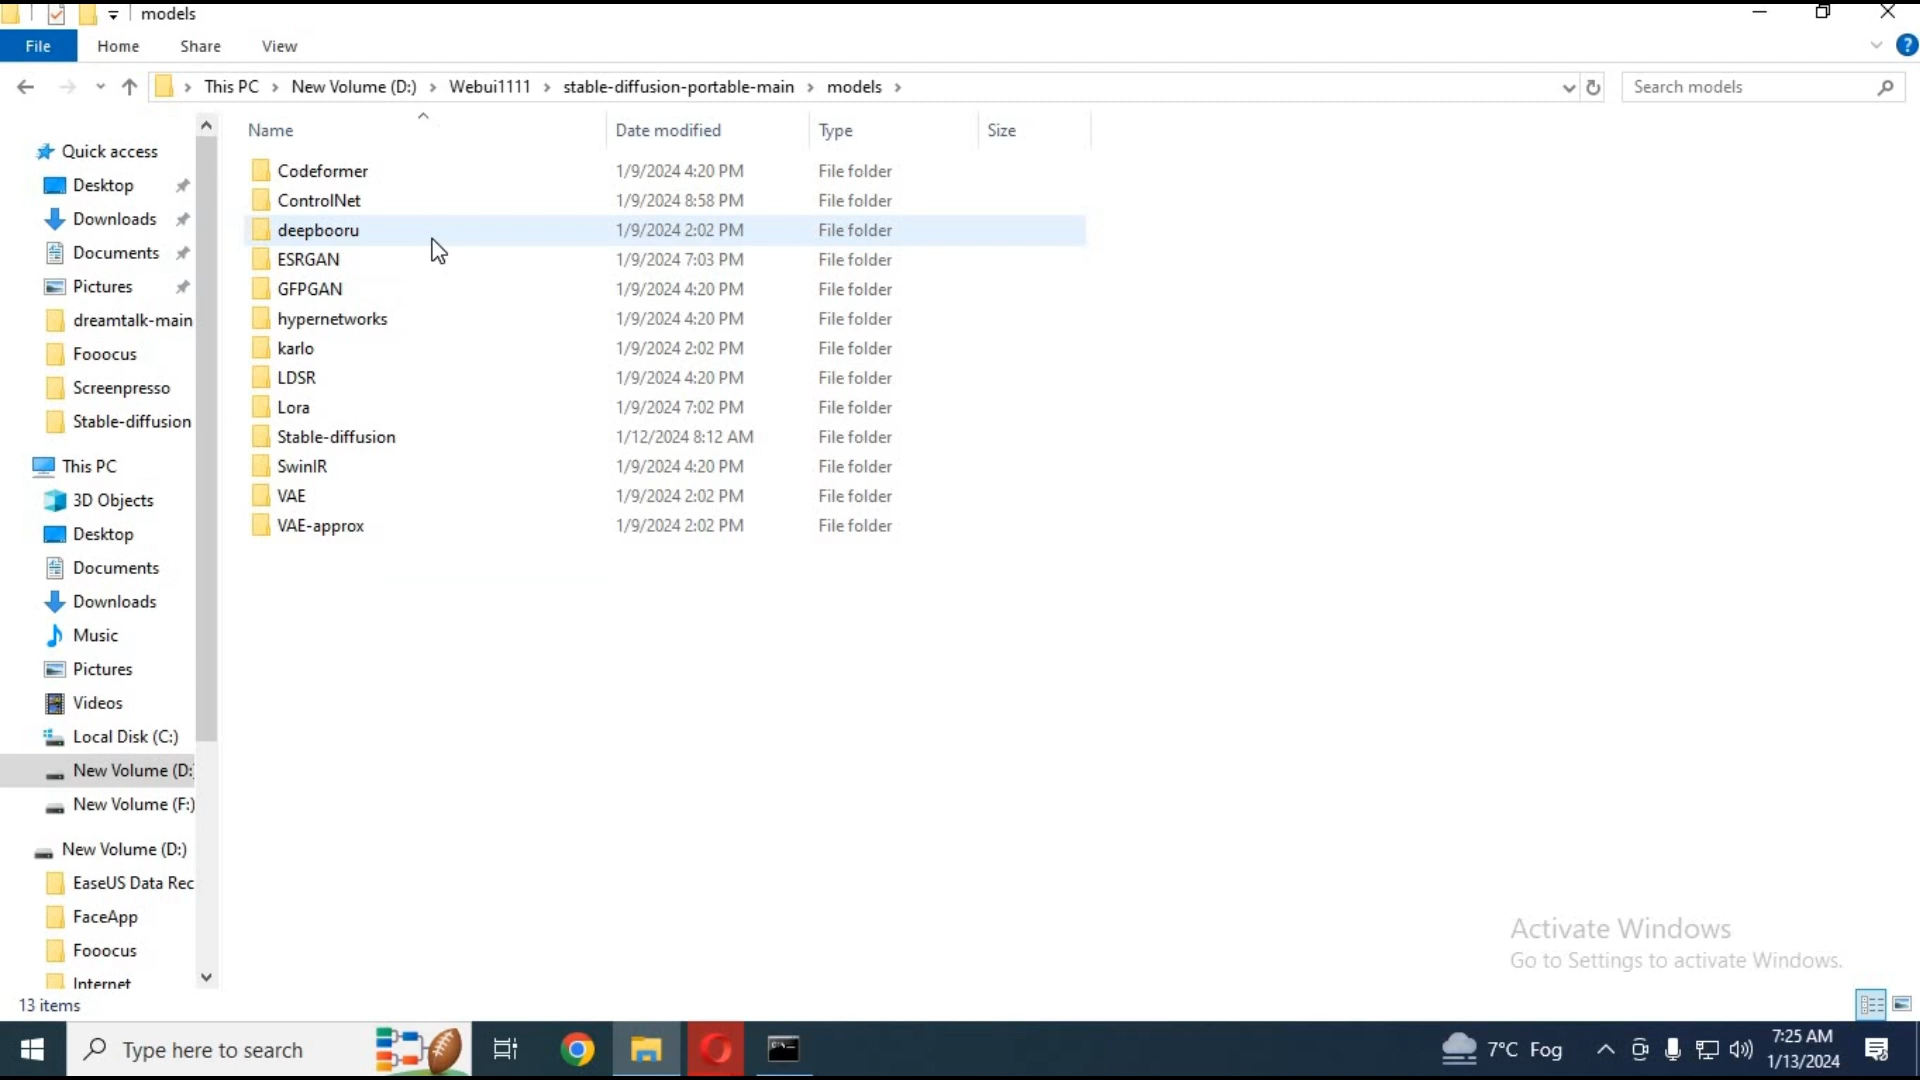 models
File Home Share View
This PC New Volume (D:) Webui1111 stable-diffusion-portable-main models
Search models
Name Date modified Type Size
Codeformer 1/9/2024 4:20 PM File folder
ControlNet 1/9/2024 8:58 PM File folder
deepbooru 1/9/2024 2:02 PM File folder
ESRGAN 1/9/2024 7:03 PM File folder
GFPGAN 1/9/2024 4:20 PM File folder
hypernetworks 1/9/2024 4:20 PM File folder
karlo 1/9/2024 2:02 PM File folder
LDSR 1/9/2024 4:20 PM File folder
Lora 1/9/2024 7:02 PM File folder
Stable-diffusion 1/12/2024 8:12 AM File folder
SwinIR 1/9/2024 4:20 PM File folder
VAE 1/9/2024 2:02 PM File folder
VAE-approx 1/9/2024 2:02 PM File folder
Quick access
Desktop
Downloads
Documents
Pictures
dreamtalk-main
Fooocus
Screenpresso
Stable-diffusion
This PC
3D Objects
Desktop
Documents
Downloads
Music
Pictures
Videos
Local Disk (C:)
New Volume (D:
New Volume (F:)
New Volume (D:)
EaseUS Data Rec
FaceApp
Fooocus
Internet
13 items
Activate Windows
Go to Settings to activate Windows.
Type here to search
7°C Fog
7:25 AM
1/13/2024